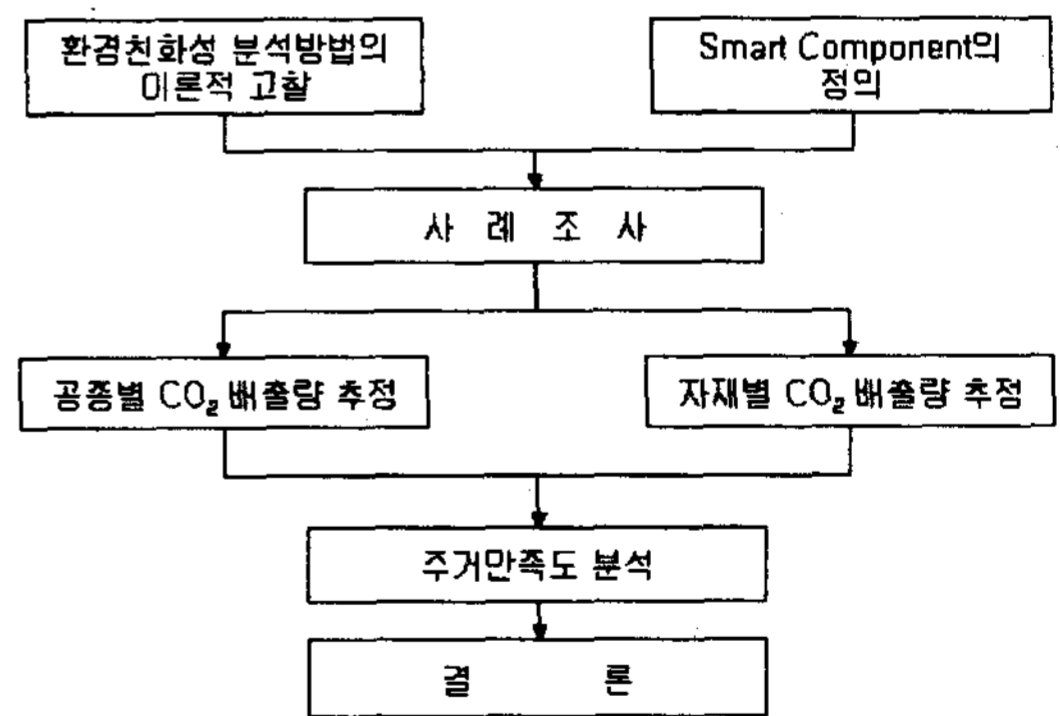 환경친화성 분석방법의
이론적 고찰
Smart Component의
정의
사 례 조 사
공종별 CO₂ 배출량 추정
자재별 CO₂ 배출량 추정
주거만족도 분석
결 론